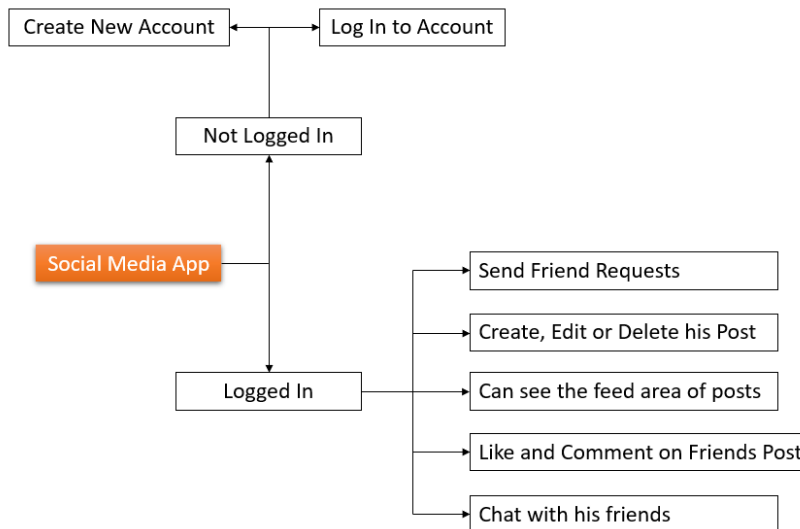 Create New Account
Log In to Account
Not Logged In
Social Media App
Send Friend Requests
Create, Edit or Delete his Post
Logged In
Can see the feed area of posts
Like and Comment on Friends Post
Chat with his friends